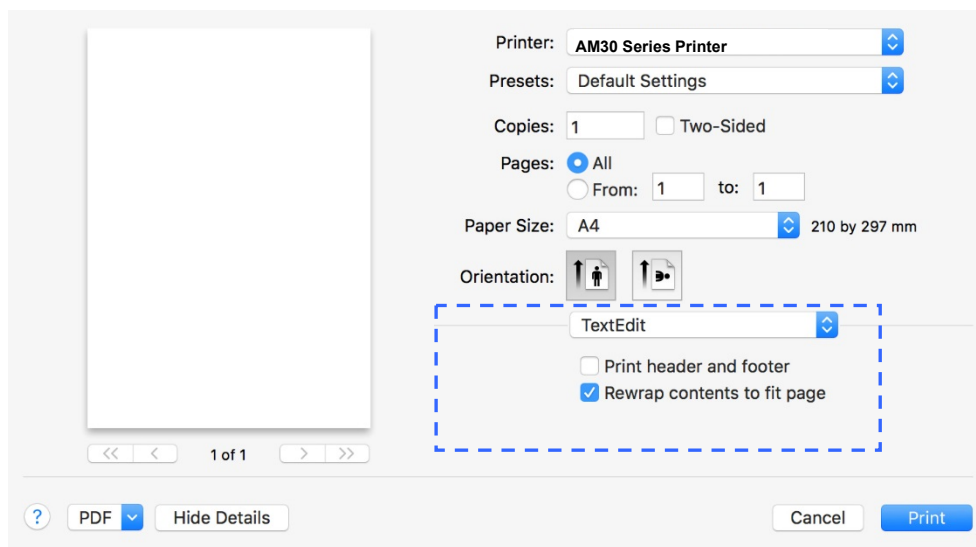 Printer: AM30 Series Printer
Presets: Default Settings
Copies: 1 Two-Sided
Pages: All
From: 1 to: 1
Paper Size: A4 210 by 297 mm
Orientation:
TextEdit
Print header and footer
Rewrap contents to fit page
<< < 1 of 1 > >>
? PDF Hide Details Cancel Print